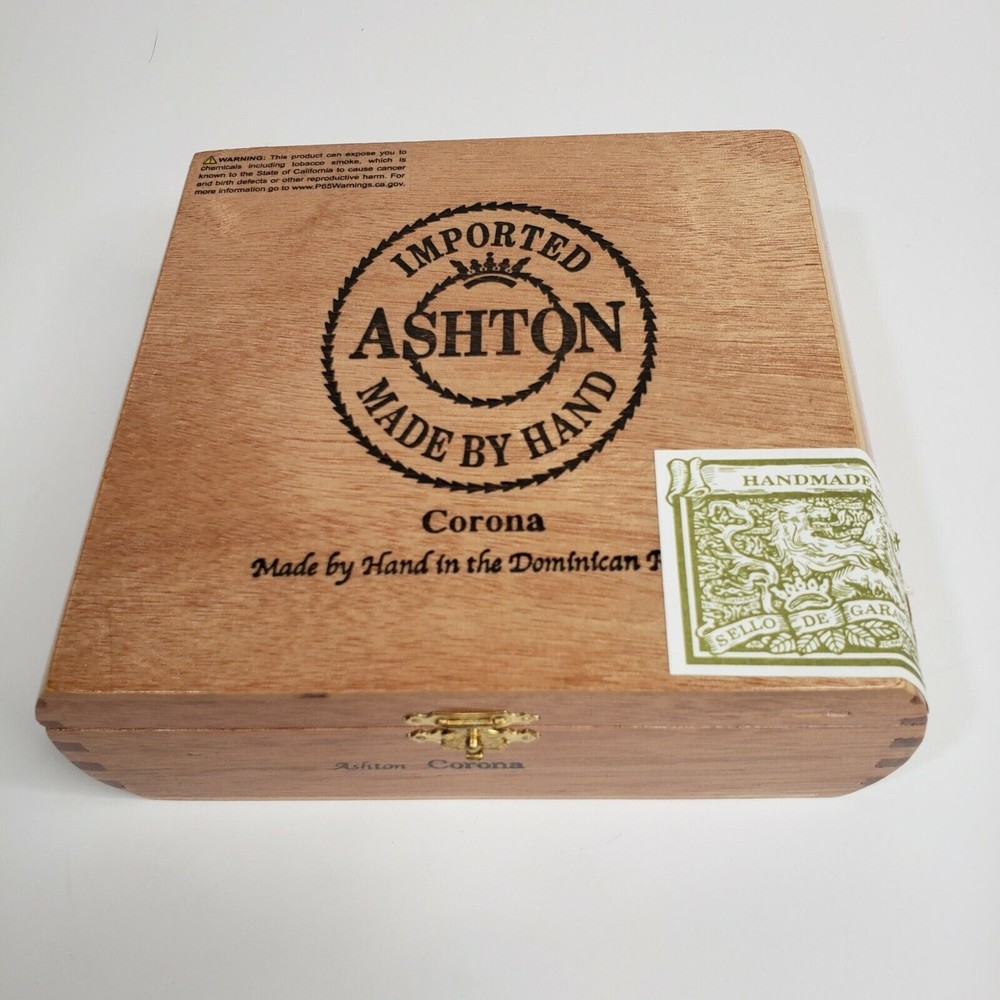 WARNING: This product can expose you to
chemicals including tobacco smoke, which is
known to the State of California to cause cancer
and birth defects or other reproductive harm. For
more information go to www.P65Warnings.ca.gov.
IMPORTED
ASHTON
MADE BY HAND
Corona
Made by Hand in the Dominican
HANDMADE
SELLO DE
Ashton Corona